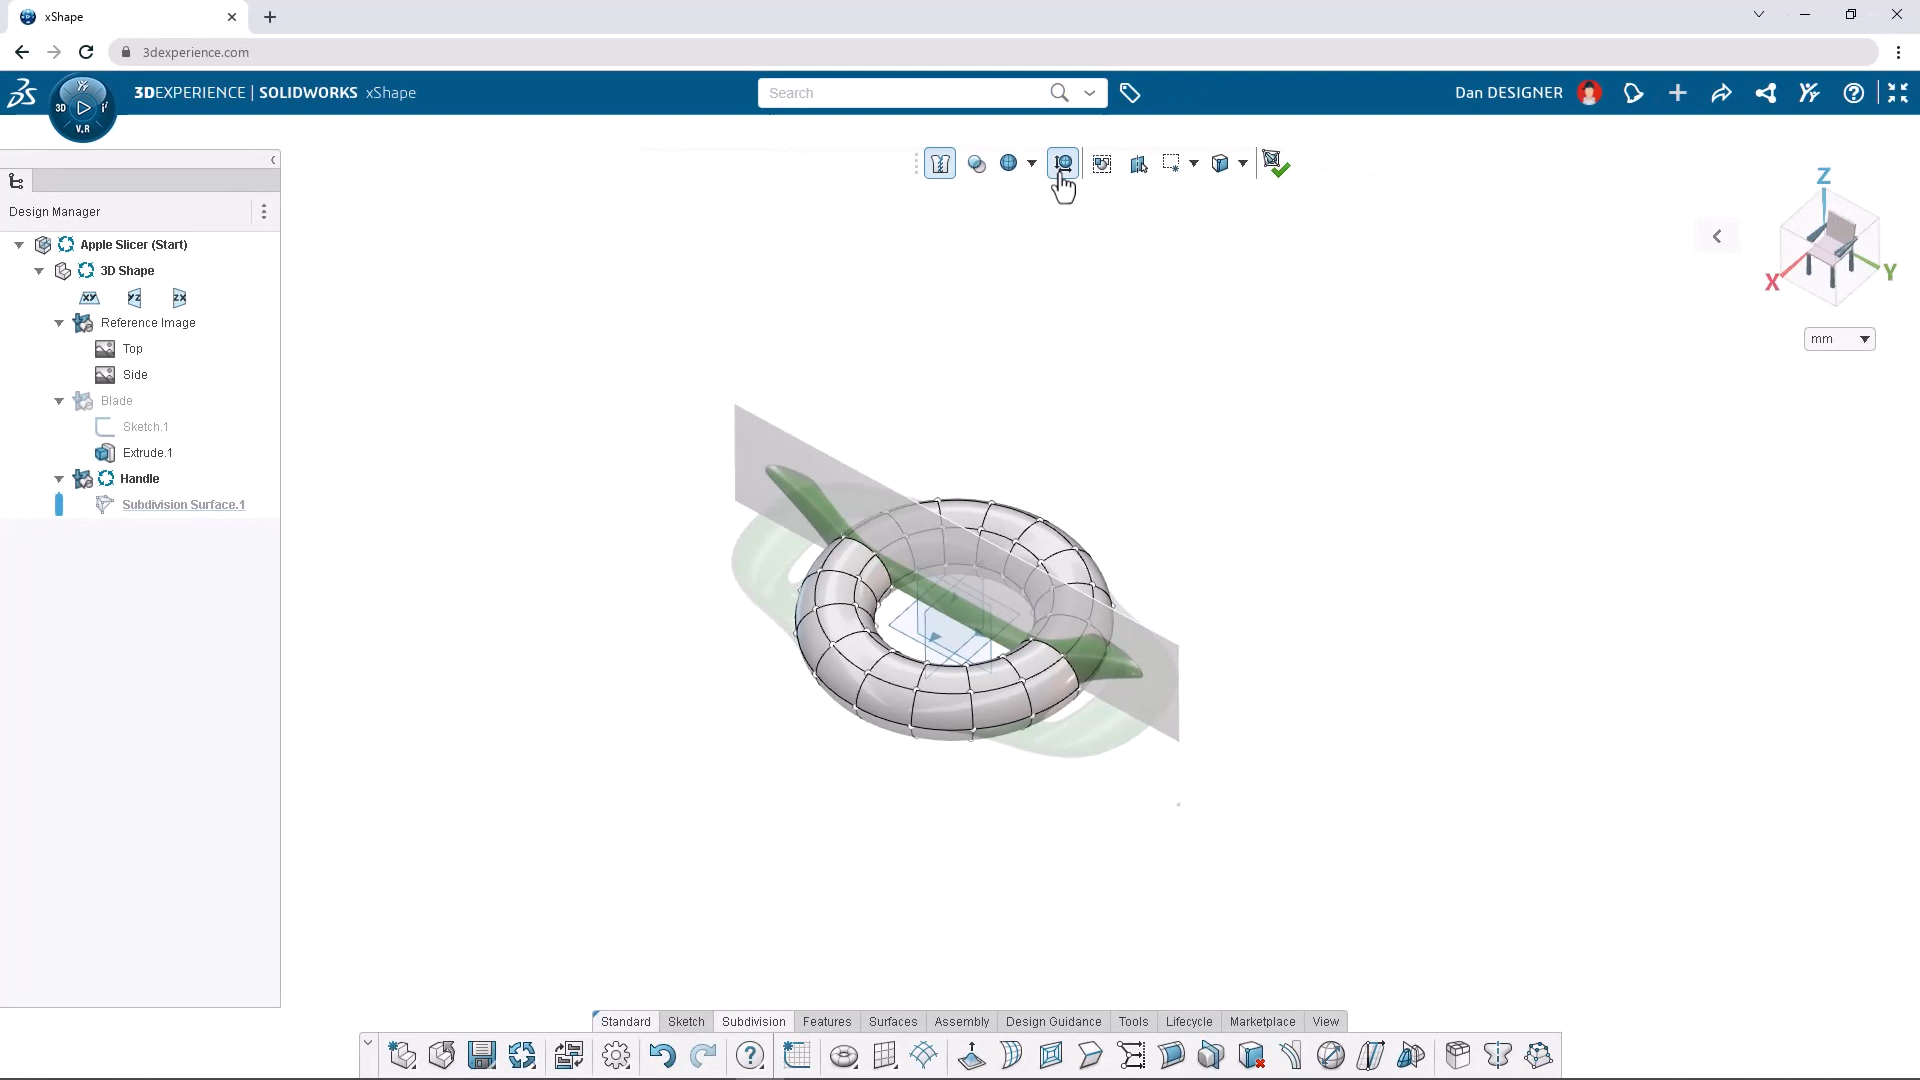 xShape
3dexperience.com
3DEXPERIENCE | SOLIDWORKS xShape
Search
Dan DESIGNER
3D
V.R
Design Manager
Apple Slicer (Start)
3D Shape
XY YZ ZX
Reference Image
Top
Side
Blade
Sketch.1
Extrude.1
Handle
Subdivision Surface.1
Z
X
Y
mm
Standard Sketch Subdivision Features Surfaces Assembly Design Guidance Tools Lifecycle Marketplace View